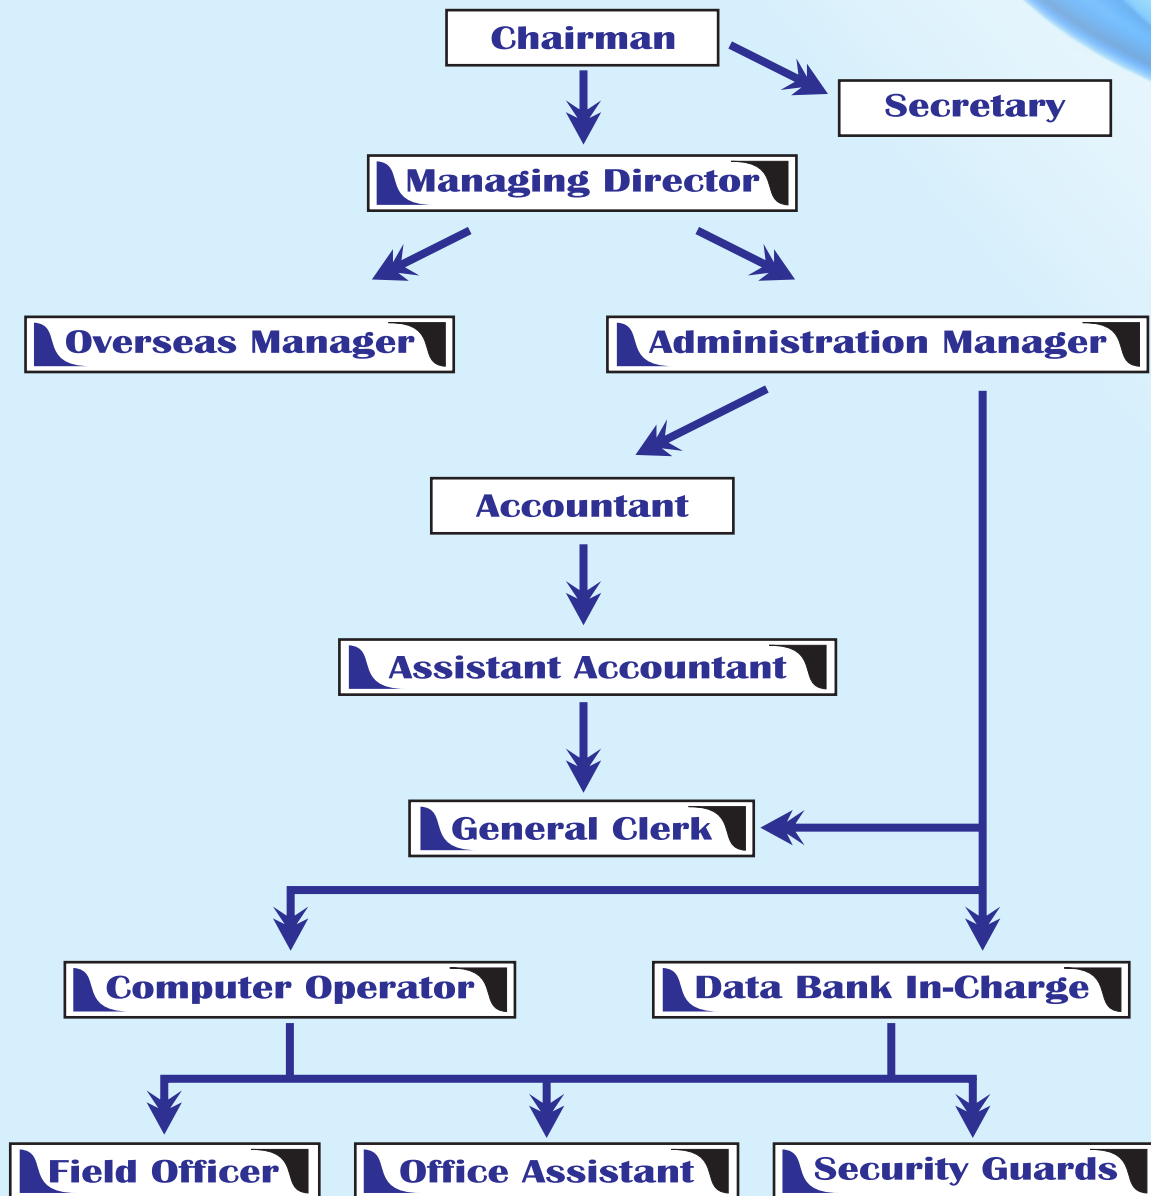 Chairman
Secretary
Managing Director
Overseas Manager
Administration Manager
Accountant
Assistant Accountant
General Clerk
Computer Operator
Data Bank In-Charge
Field Officer
Office Assistant
Security Guards